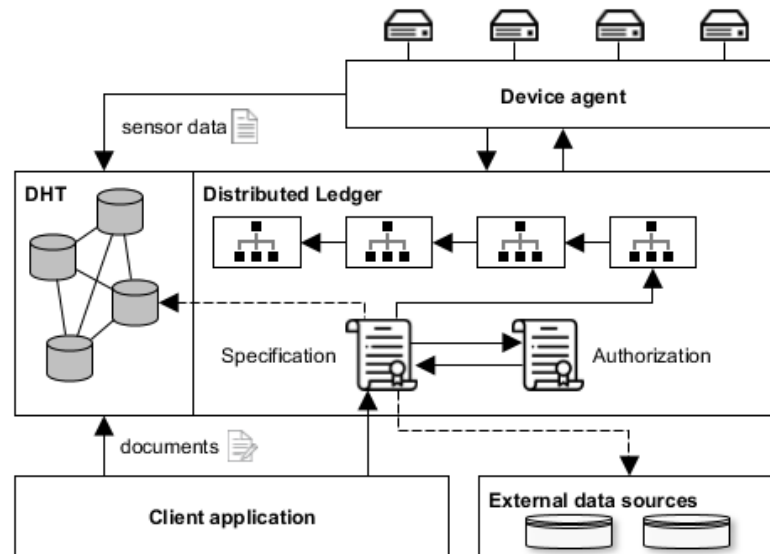 Device agent
sensor data
DHT
Distributed Ledger
Specification
Authorization
documents
Client application
External data sources